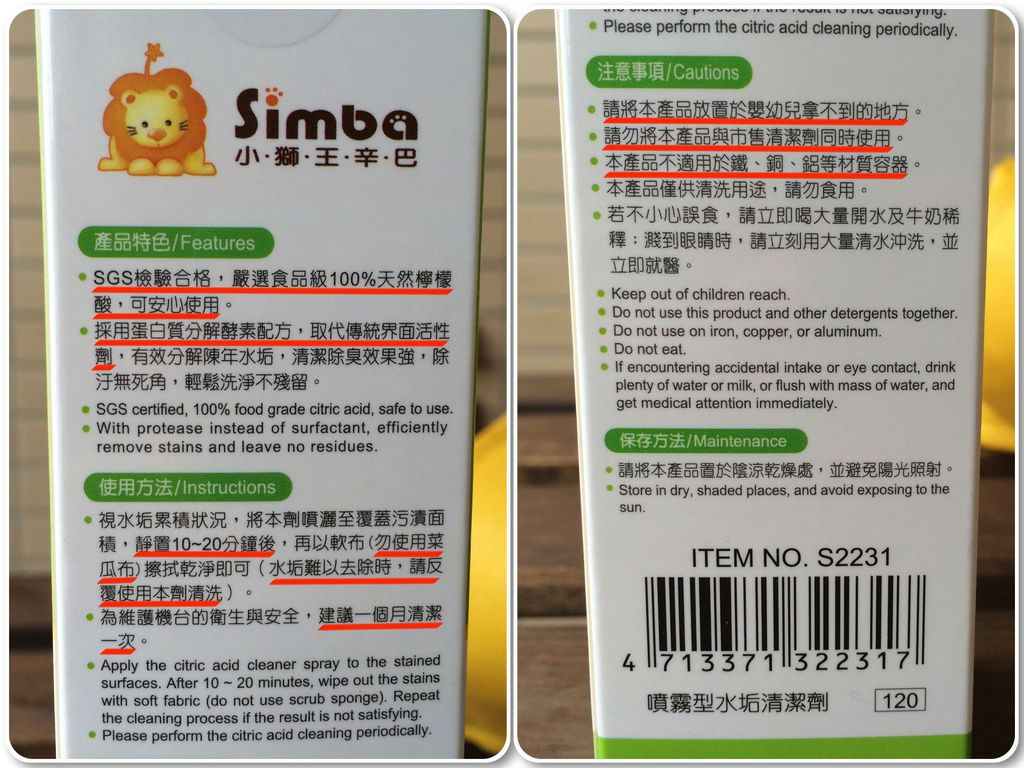 Simba
小·獅·王·辛·巴
產品特色/Features
SGS檢驗合格，嚴選食品級100%天然檸檬
酸，可安心使用。
採用蛋白質分解酵素配方，取代傳統界面活性
劑，有效分解陳年水垢，清潔除臭效果強，除
汙無死角，輕鬆洗淨不殘留。
SGS certified, 100% food grade citric acid, safe to use.
With protease instead of surfactant, efficiently
remove stains and leave no residues.
使用方法/Instructions
視水垢累積狀況，將本劑噴灑至覆蓋污漬面
積，靜置10~20分鐘後，再以軟布(勿使用菜
瓜布)擦拭乾淨即可（水垢難以去除時，請反
覆使用本劑清洗）。
為維護機台的衛生與安全，建議一個月清潔
一次。
Apply the citric acid cleaner spray to the stained
surfaces. After 10 ~ 20 minutes, wipe out the stains
with soft fabric (do not use scrub sponge). Repeat
the cleaning process if the result is not satisfying.
Please perform the citric acid cleaning periodically.
the cleaning process if the result is not satisfying.
Please perform the citric acid cleaning periodically.
注意事項/Cautions
請將本產品放置於嬰幼兒拿不到的地方。
請勿將本產品與市售清潔劑同時使用。
本產品不適用於鐵、銅、鋁等材質容器。
本產品僅供清洗用途，請勿食用。
若不小心誤食，請立即喝大量開水及牛奶稀
釋；濺到眼睛時，請立刻用大量清水沖洗，並
立即就醫。
Keep out of children reach.
Do not use this product and other detergents together.
Do not use on iron, copper, or aluminum.
Do not eat.
If encountering accidental intake or eye contact, drink
plenty of water or milk, or flush with mass of water, and
get medical attention immediately.
保存方法/Maintenance
請將本產品置於陰涼乾燥處，並避免陽光照射。
Store in dry, shaded places, and avoid exposing to the
sun.
ITEM NO. S2231
4 713371 322317
噴霧型水垢清潔劑 120